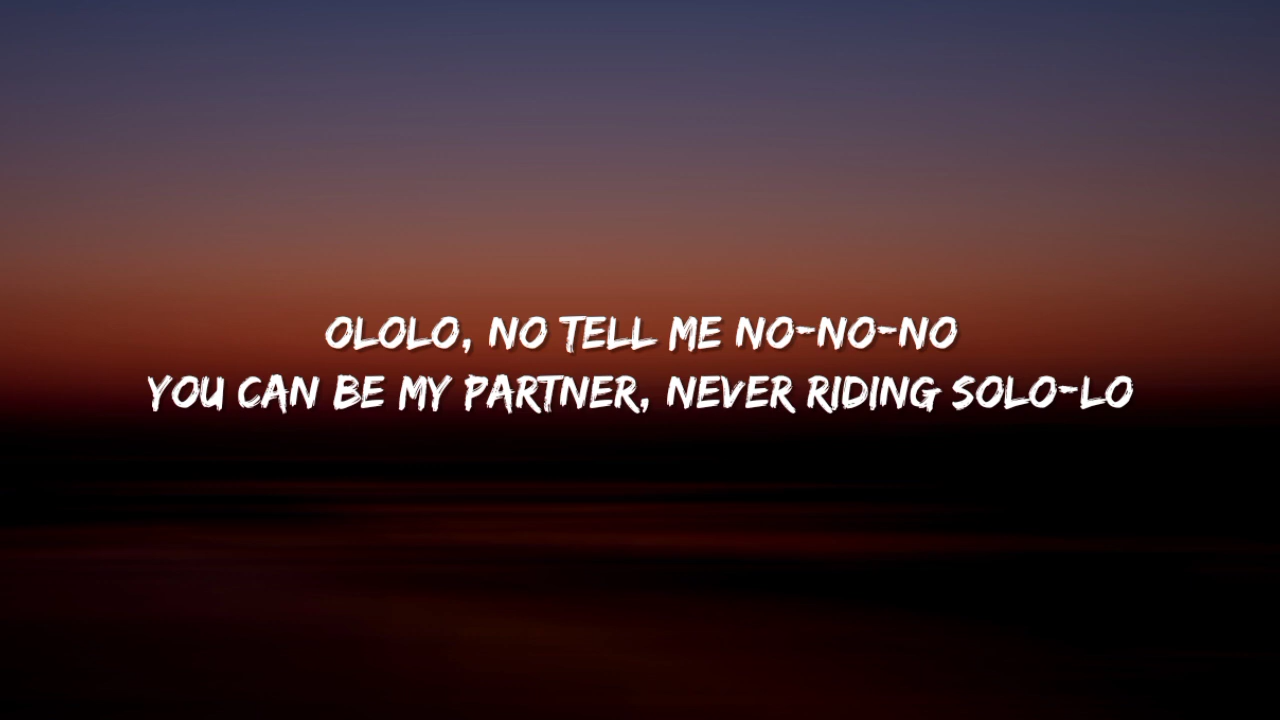 OLOLO, NO TELL ME NO-NO-NO
YOU CAN BE MY PARTNER, NEVER RIDING SOLO-LO